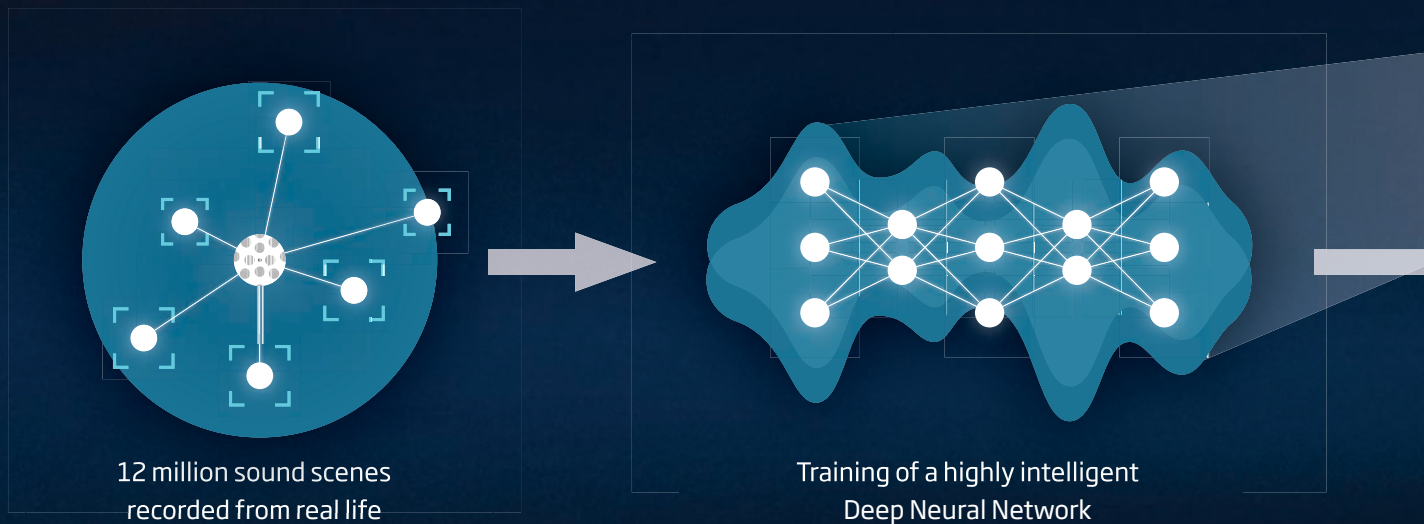 12 million sound scenes
recorded from real life
Training of a highly intelligent
Deep Neural Network